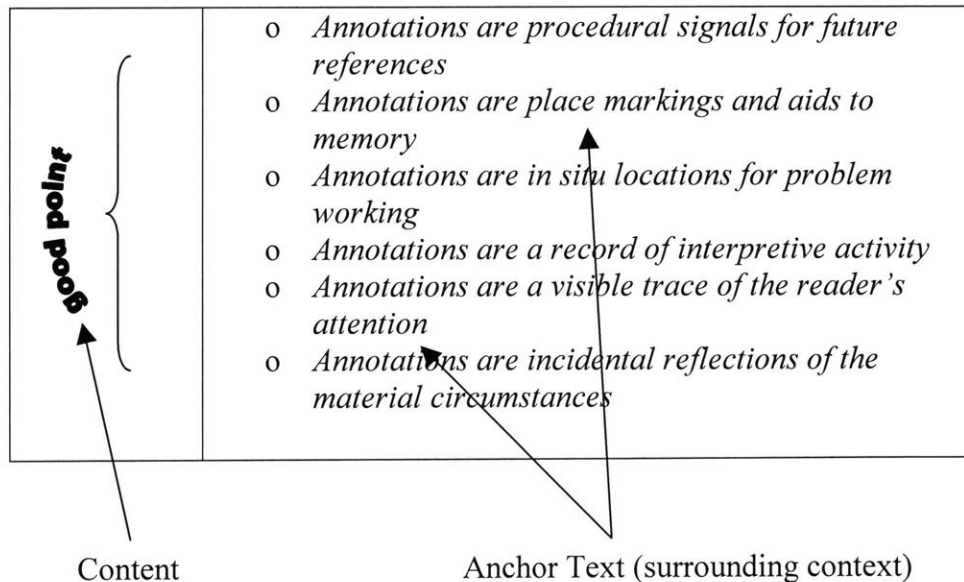 o Annotations are procedural signals for future
references
o Annotations are place markings and aids to
memory
o Annotations are in situ locations for problem
working
o Annotations are a record of interpretive activity
o Annotations are a visible trace of the reader's
attention
o Annotations are incidental reflections of the
material circumstances
good point
Content
Anchor Text (surrounding context)